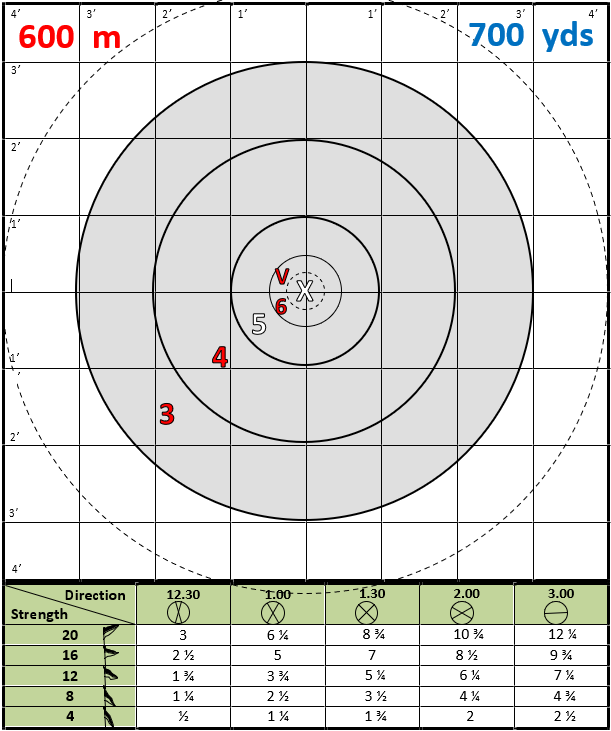 4′ 3′ 2′ 1′ 1′ 2′ 3′ 4′
600 m 700 yds
3′
2′
1′
V
X
6
5
1′
4
3
2′
3′
4′
Direction 12.30 1.00 1.30 2.00 3.00
Strength
20 3 6 ¼ 8 ¾ 10 ¾ 12 ¼
16 2 ½ 5 7 8 ½ 9 ¾
12 1 ¾ 3 ¾ 5 ¼ 6 ¼ 7 ¼
8 1 ¼ 2 ½ 3 ½ 4 ¼ 4 ¾
4 ½ 1 ¼ 1 ¾ 2 2 ½